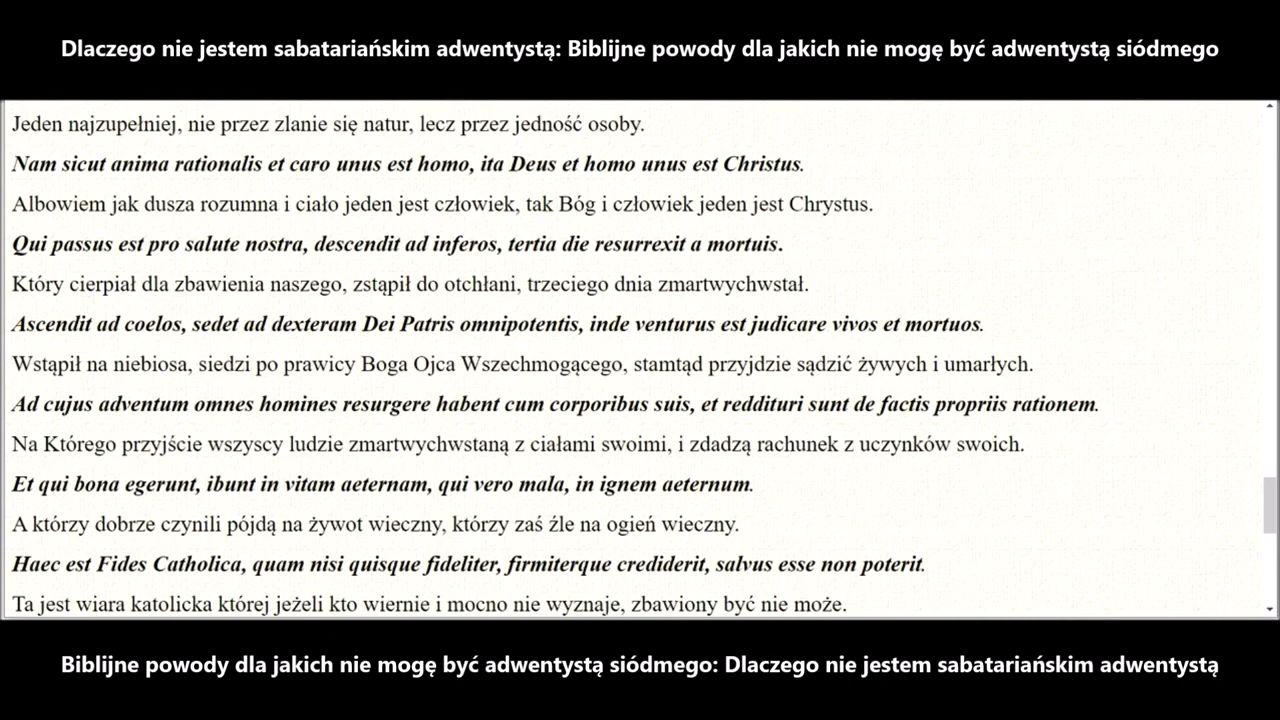 Dlaczego nie jestem sabatariańskim adwentystą: Biblijne powody dla jakich nie mogę być adwentystą siódmego
Jeden najzupełniej, nie przez zlanie się natur, lecz przez jedność osoby.
Nam sicut anima rationalis et caro unus est homo, ita Deus et homo unus est Christus.
Albowiem jak dusza rozumna i ciało jeden jest człowiek, tak Bóg i człowiek jeden jest Chrystus.
Qui passus est pro salute nostra, descendit ad inferos, tertia die resurrexit a mortuis.
Który cierpiał dla zbawienia naszego, zstąpił do otchłani, trzeciego dnia zmartwychwstał.
Ascendit ad coelos, sedet ad dexteram Dei Patris omnipotentis, inde venturus est judicare vivos et mortuos.
Wstąpił na niebiosa, siedzi po prawicy Boga Ojca Wszechmogącego, stamtąd przyjdzie sądzić żywych i umarłych.
Ad cujus adventum omnes homines resurgere habent cum corporibus suis, et reddituri sunt de factis propriis rationem.
Na Którego przyjście wszyscy ludzie zmartwychwstaną z ciałami swoimi, i zdadzą rachunek z uczynków swoich.
Et qui bona egerunt, ibunt in vitam aeternam, qui vero mala, in ignem aeternum.
A którzy dobrze czynili pójdą na żywot wieczny, którzy zaś źle na ogień wieczny.
Haec est Fides Catholica, quam nisi quisque fideliter, firmiterque crediderit, salvus esse non poterit.
Ta jest wiara katolicka której jeżeli kto wiernie i mocno nie wyznaje, zbawiony być nie może.
Biblijne powody dla jakich nie mogę być adwentystą siódmego: Dlaczego nie jestem sabatariańskim adwentystą